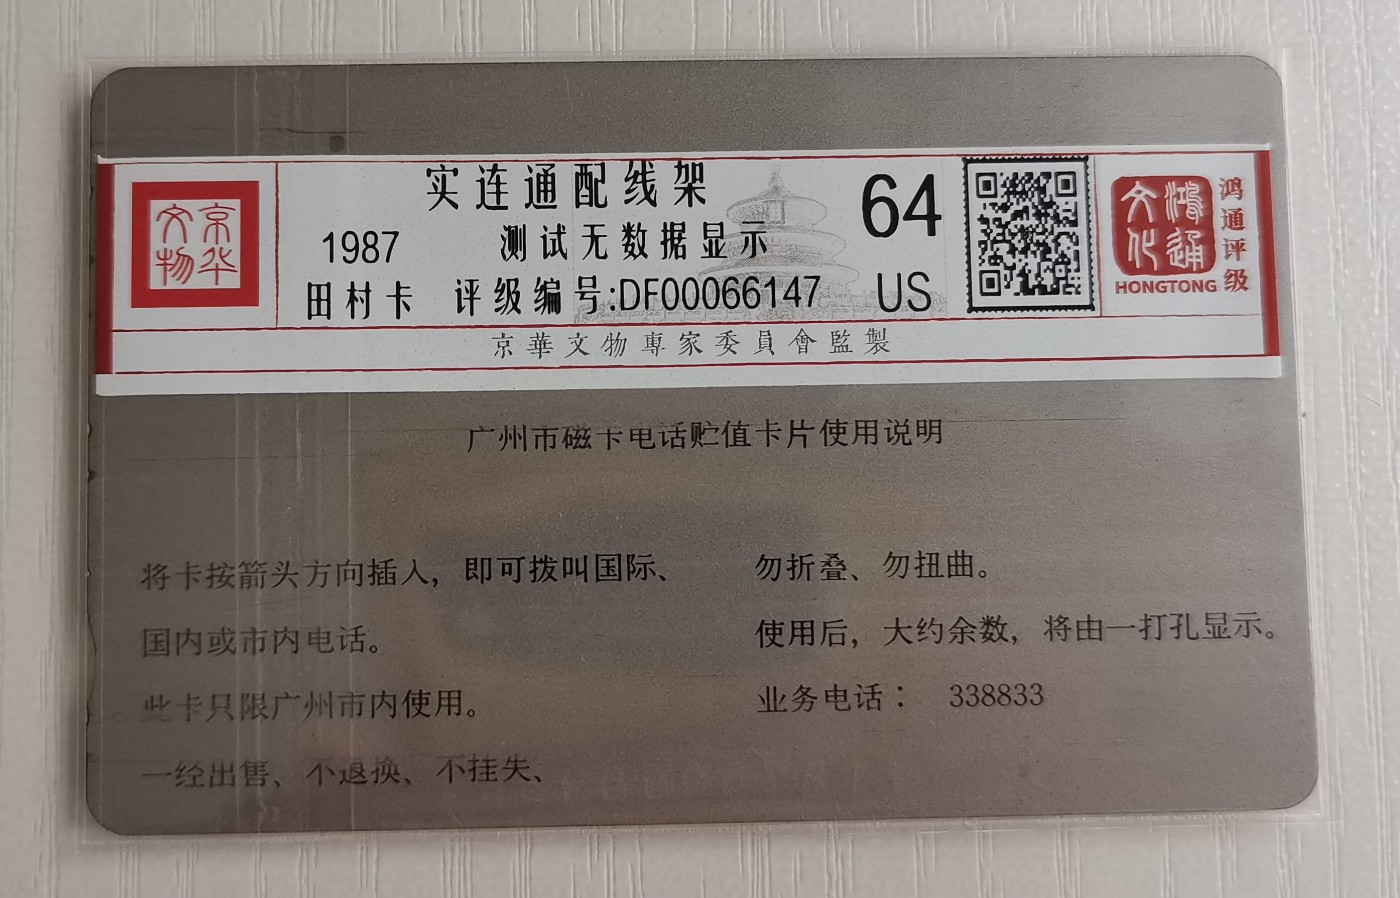 京华
文物
实连通配线架
1987 测试无数据显示
田村卡 评级编号:DF00066147
64
US
鸿通
文化
HONGTONG
鸿通评级
京華文物專家委員會監製
广州市磁卡电话贮值卡片使用说明
将卡按箭头方向插入，即可拨叫国际、
国内或市内电话。
此卡只限广州市内使用。
一经出售、不退换、不挂失、
勿折叠、勿扭曲。
使用后，大约余数，将由一打孔显示。
业务电话： 338833